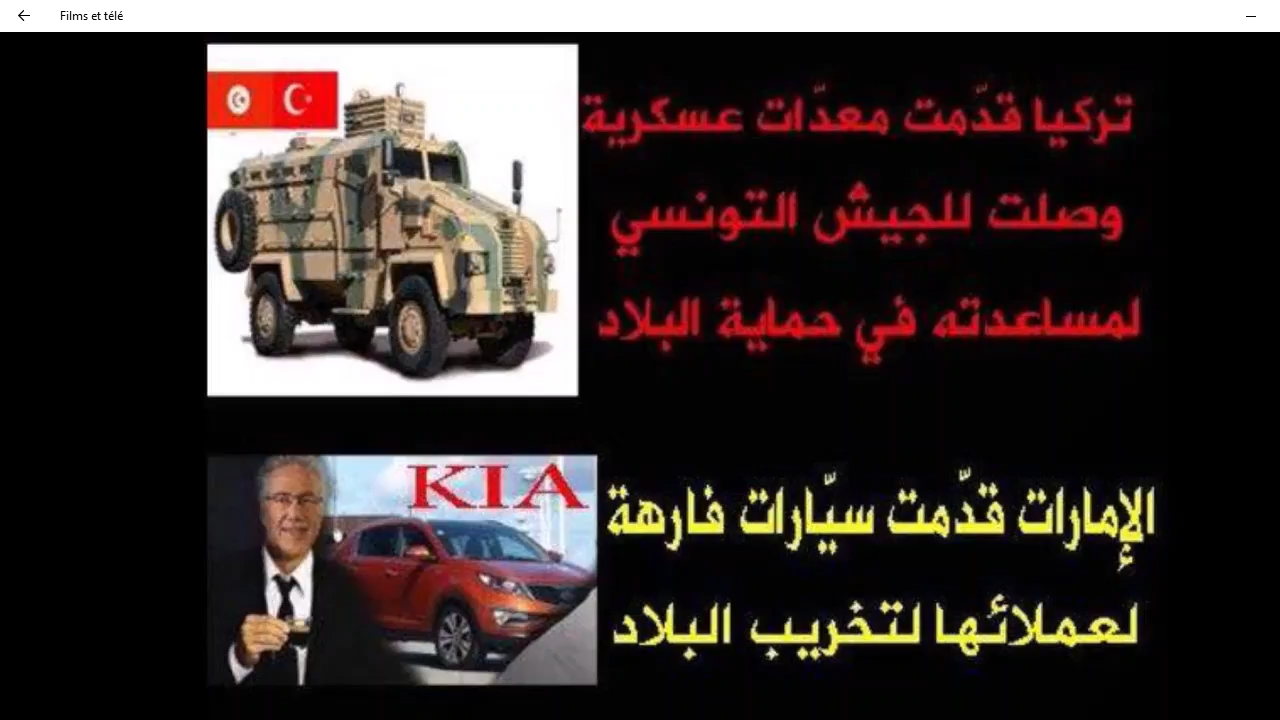 Films et télé
تركيا قدّمت معدّات عسكرية
وصلت للجيش التونسي
لمساعدته في حماية البلاد
KIA
الإمارات قدّمت سيّارات فارهة
لعملائها لتخريب البلاد